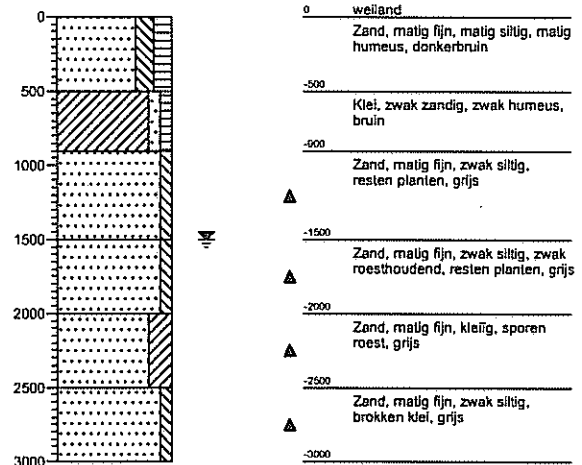 0
500
1000
1500
2000
2500
3000
0 weiland
Zand, matig fijn, matig siltig, matig
humeus, donkerbruin
-500
Klei, zwak zandig, zwak humeus,
bruin
-900
Zand, matig fijn, zwak siltig,
resten planten, grijs
-1500
Zand, matig fijn, zwak siltig, zwak
roesthoudend, resten planten, grijs
-2000
Zand, matig fijn, kleiïg, sporen
roest, grijs
-2500
Zand, matig fijn, zwak siltig,
brokken klei, grijs
-3000